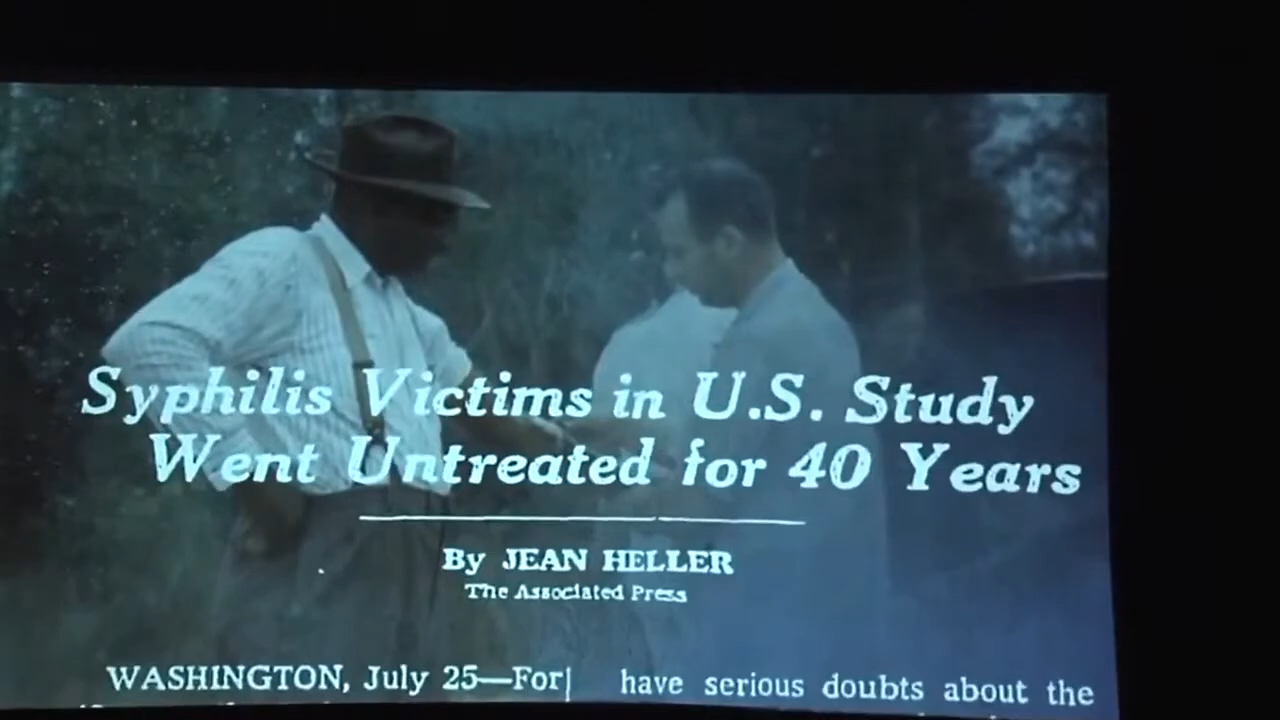 Syphilis Victims in U.S. Study
Went Untreated for 40 Years
By JEAN HELLER
The Associated Press
WASHINGTON, July 25—For
have serious doubts about the